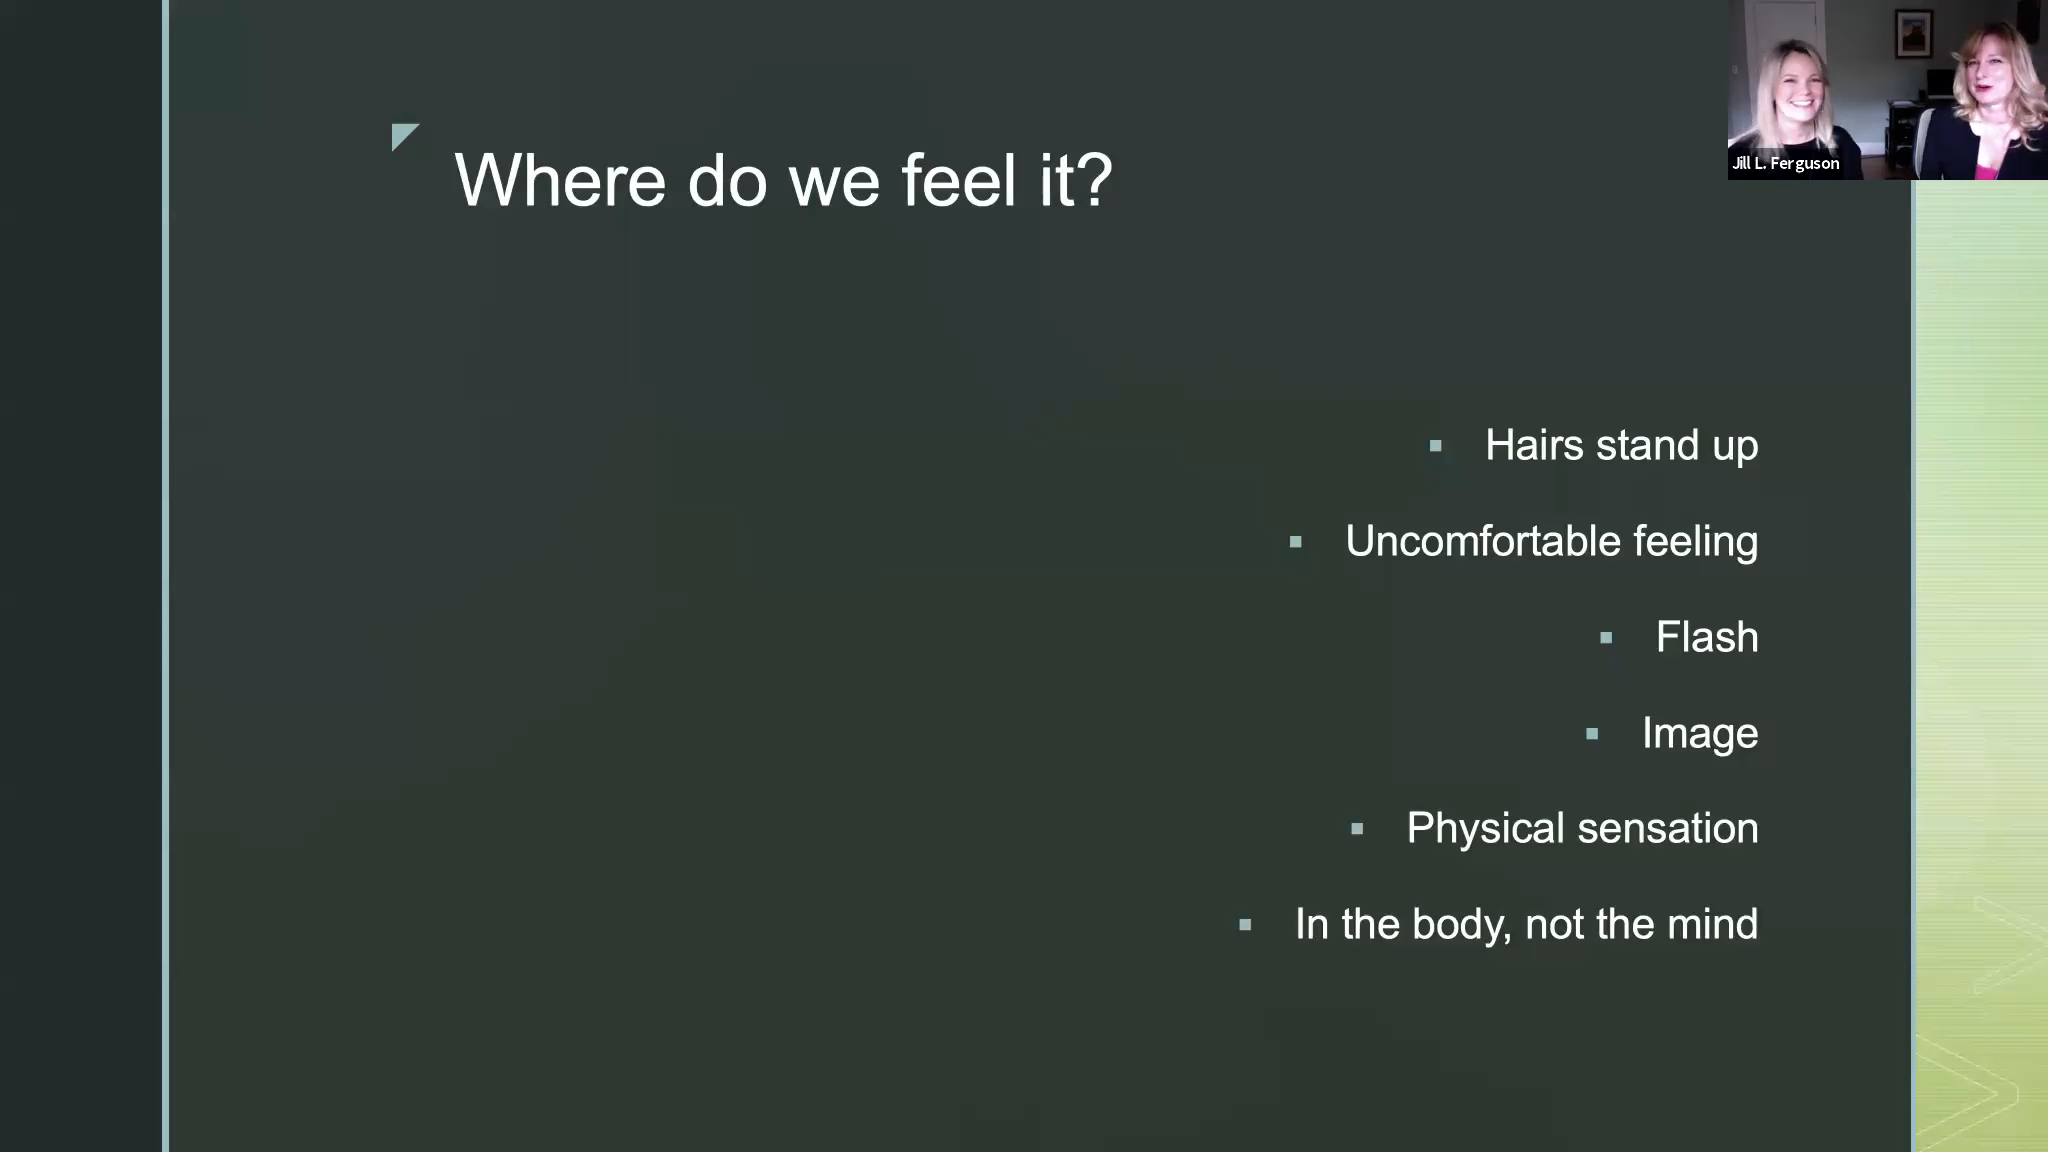 Jill L. Ferguson
Where do we feel it?
Hairs stand up
Uncomfortable feeling
Flash
Image
Physical sensation
In the body, not the mind